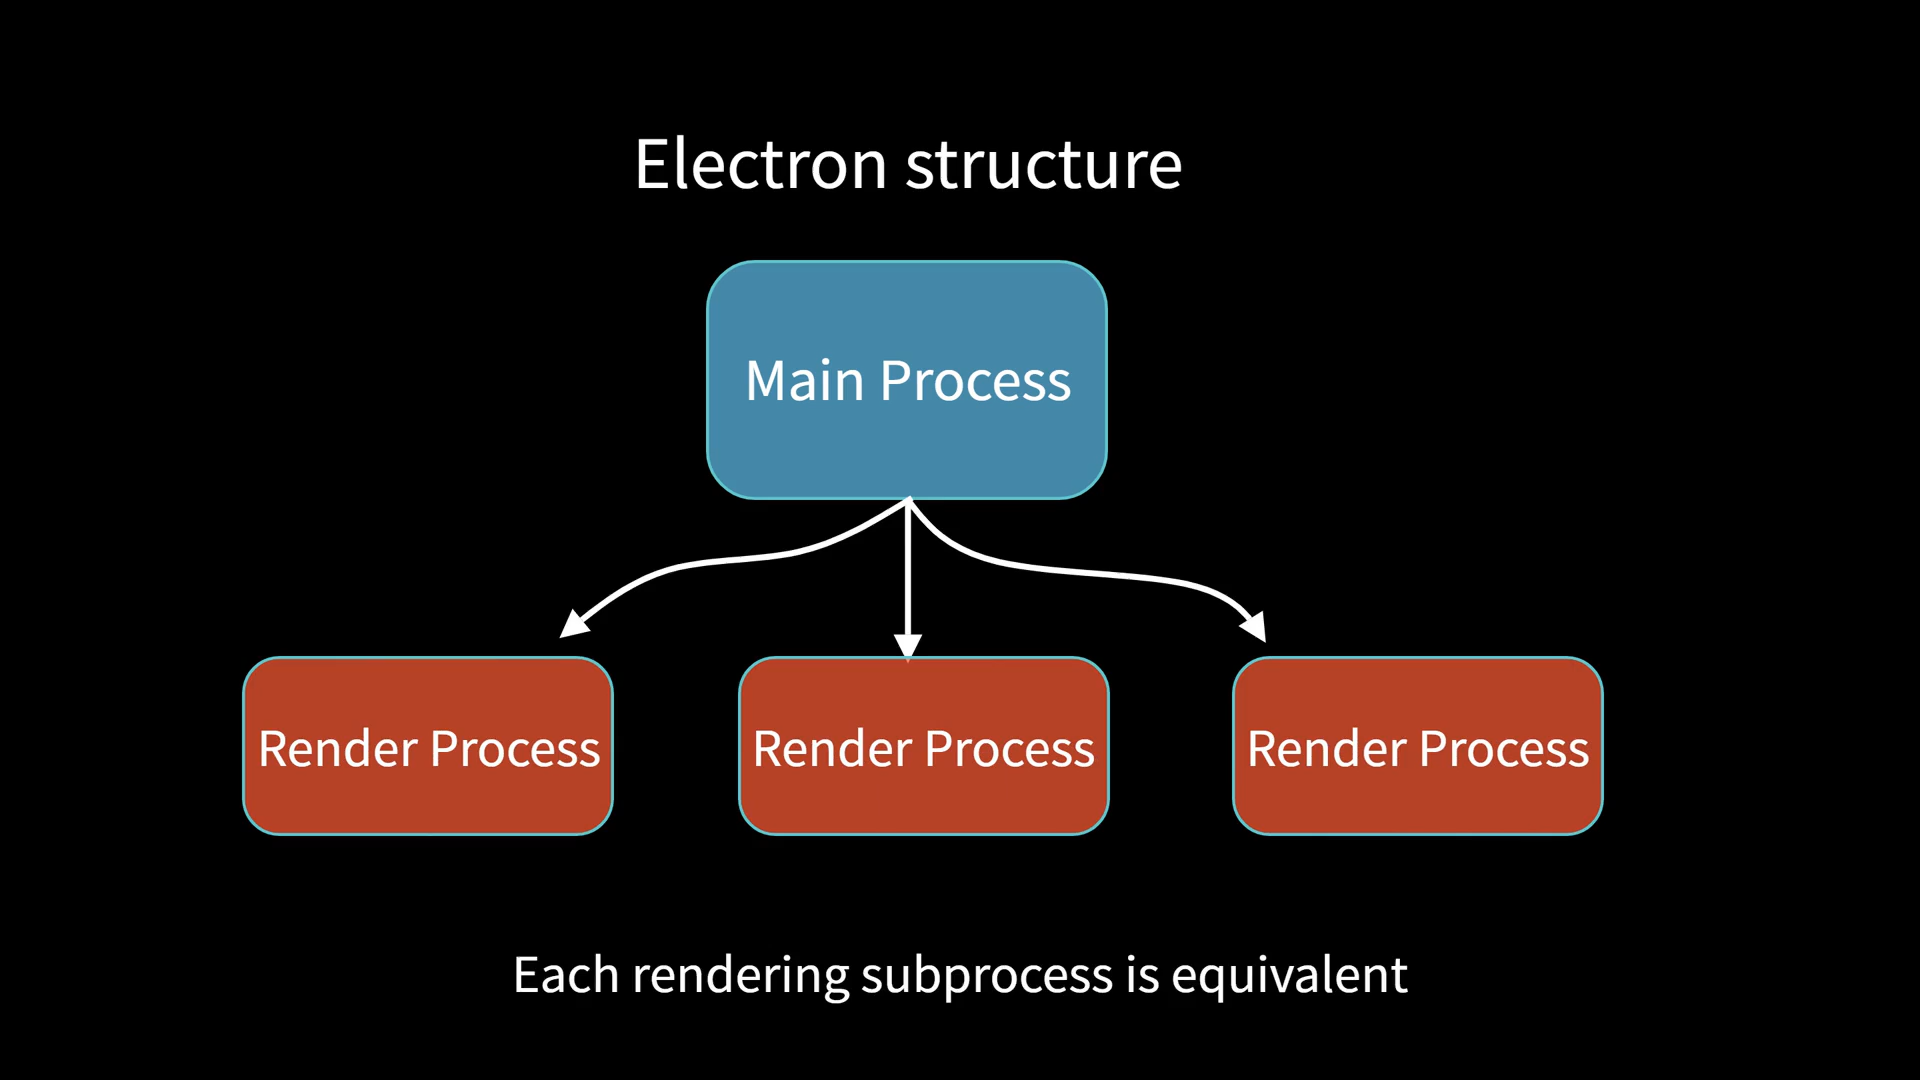 Electron structure
Main Process
Render Process
Render Process
Render Process
Each rendering subprocess is equivalent